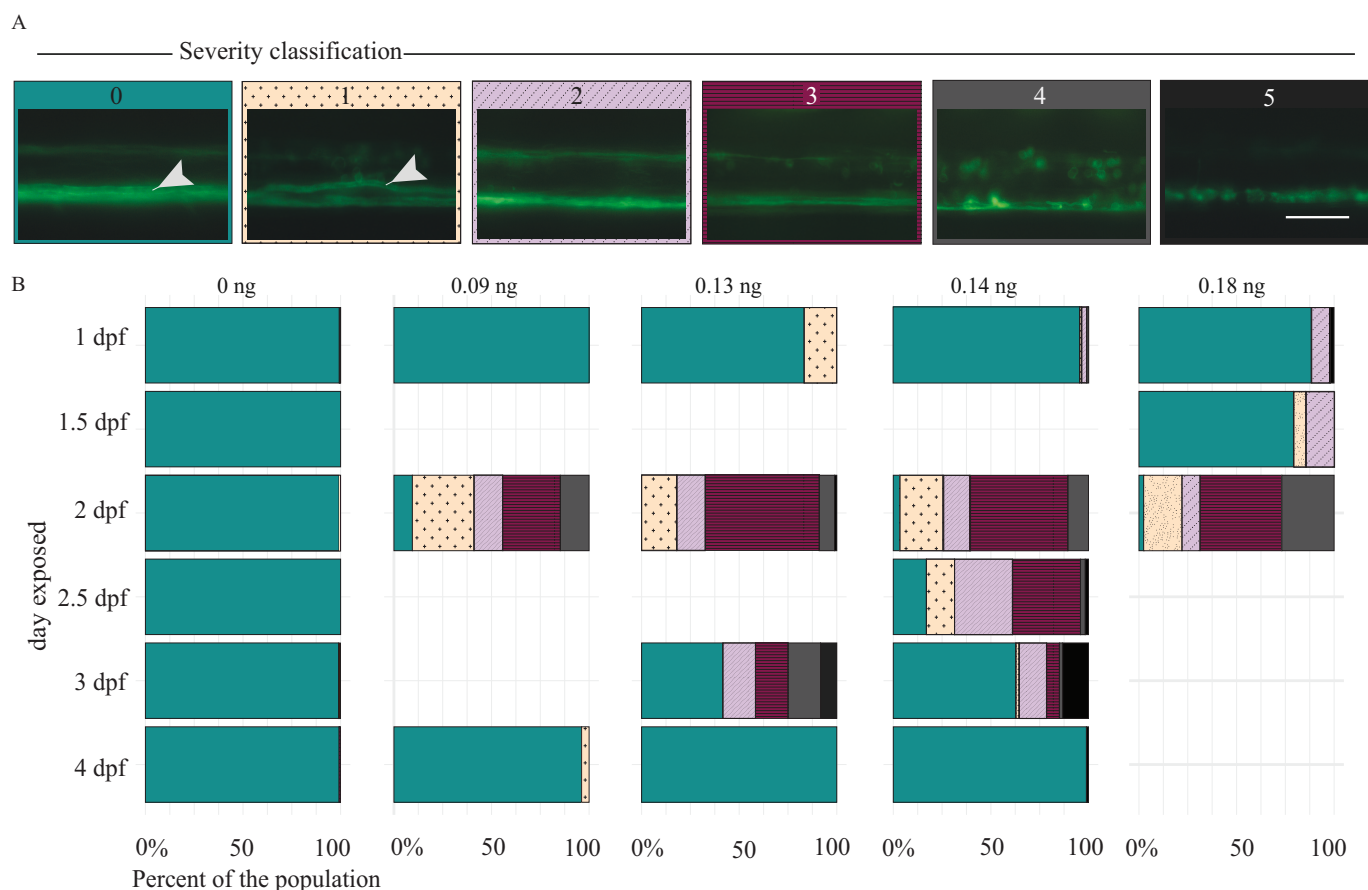 A
Severity classification
0 1 2 3 4 5
B
0 ng 0.09 ng 0.13 ng 0.14 ng 0.18 ng
day exposed
1 dpf
1.5 dpf
2 dpf
2.5 dpf
3 dpf
4 dpf
0% 50 100 0% 50 100 0% 50 100 0% 50 100 0% 50 100
Percent of the population